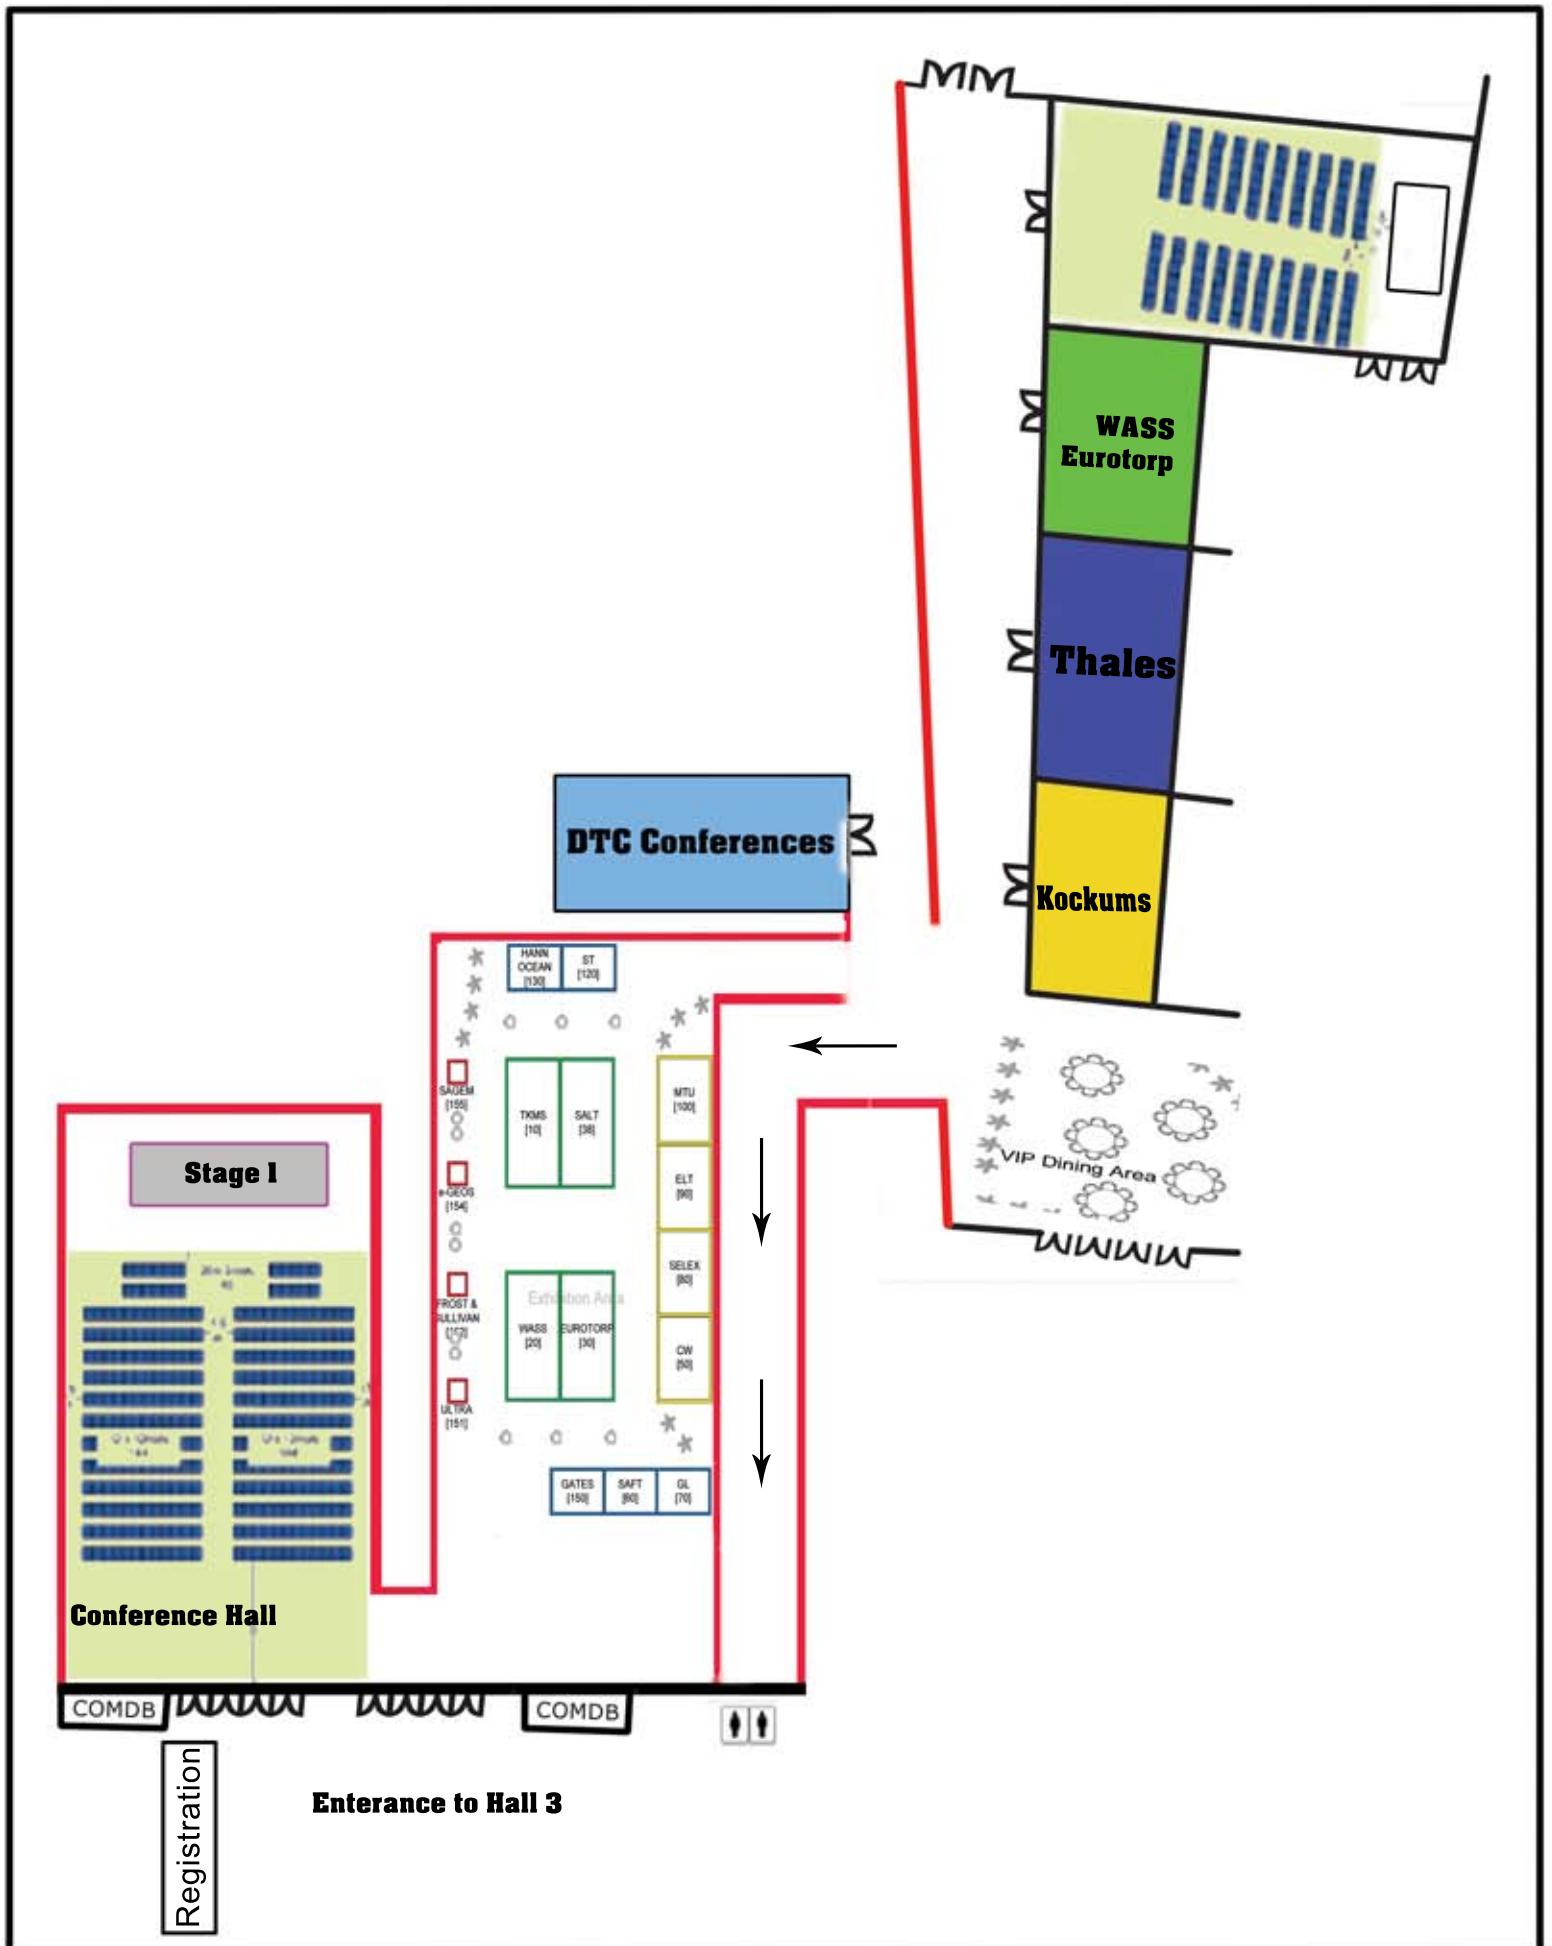 WASS
Eurotorp
Thales
DTC Conferences
Kockums
HANN
OCEAN
[130]
ST
[120]
SAGEM
[155]
TKMS
[10]
SALT
[38]
MTU
[100]
VIP Dining Area
Stage 1
e-GEOS
[154]
ELT
[90]
SELEX
[80]
Exhibition Area
FROST &
SULLIVAN
WASS
[20]
EUROTORP
[30]
CW
[50]
ULTRA
[151]
GATES
[150]
SAFT
[60]
GL
[70]
Conference Hall
COMDB
COMDB
Registration
Enterance to Hall 3